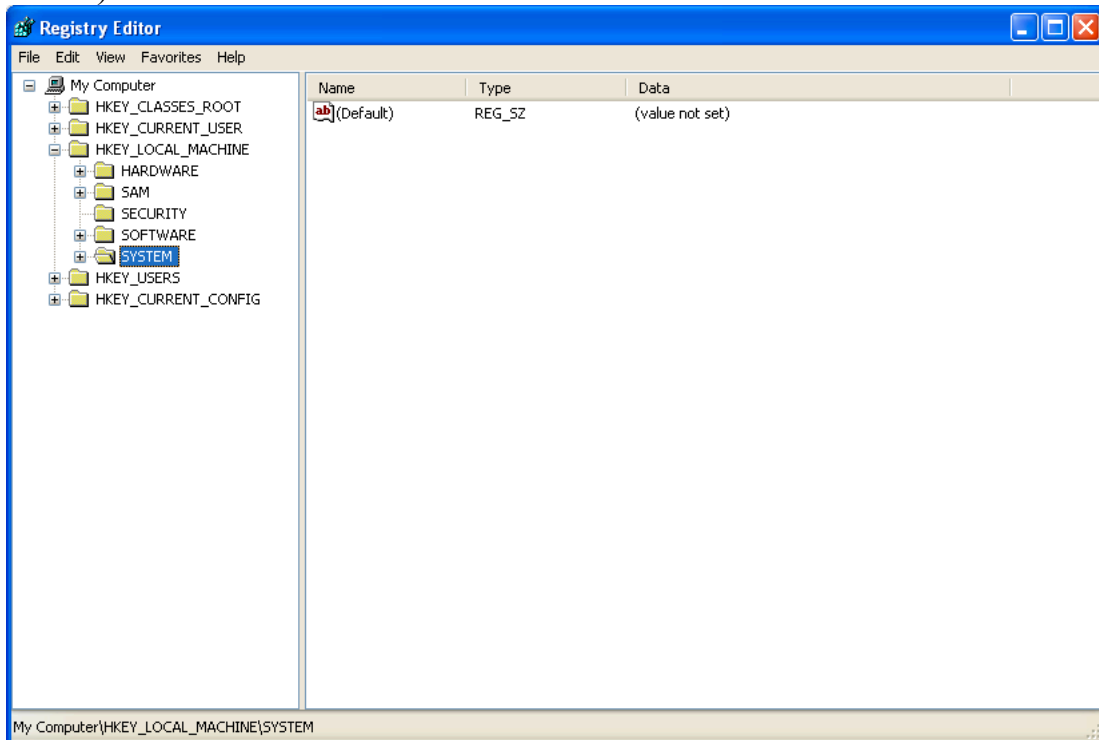 )
Registry Editor
File Edit View Favorites Help
My Computer
HKEY_CLASSES_ROOT
HKEY_CURRENT_USER
HKEY_LOCAL_MACHINE
HARDWARE
SAM
SECURITY
SOFTWARE
SYSTEM
HKEY_USERS
HKEY_CURRENT_CONFIG
Name Type Data
ab (Default) REG_SZ (value not set)
My Computer\HKEY_LOCAL_MACHINE\SYSTEM